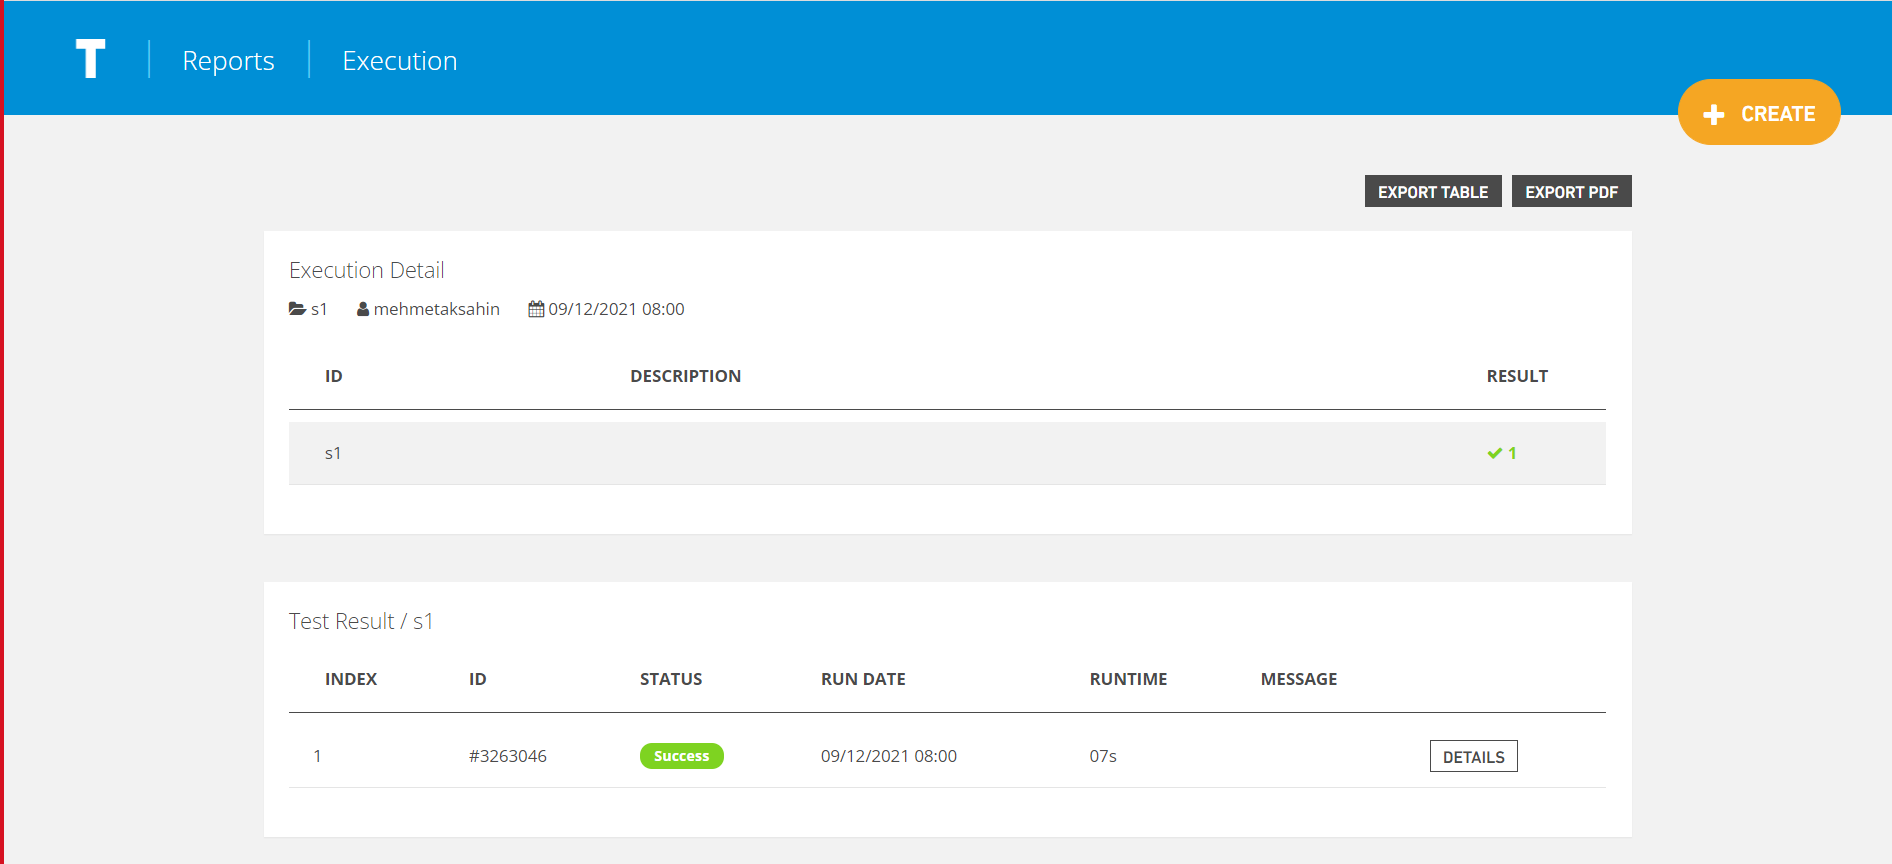 T Reports Execution
+ CREATE
EXPORT TABLE EXPORT PDF
Execution Detail
s1 mehmetaksahin 09/12/2021 08:00
ID DESCRIPTION RESULT
s1 1
Test Result / s1
INDEX ID STATUS RUN DATE RUNTIME MESSAGE
1 #3263046 Success 09/12/2021 08:00 07s DETAILS